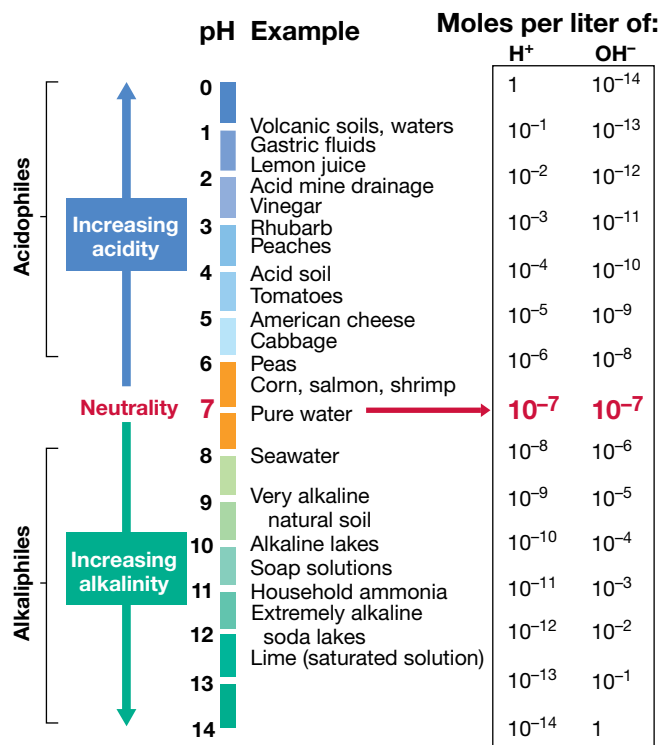 pH Example Moles per liter of:
H⁺ OH⁻
0 1 10⁻¹⁴
1 Volcanic soils, waters 10⁻¹ 10⁻¹³
Gastric fluids
Lemon juice
2 Acid mine drainage 10⁻² 10⁻¹²
Vinegar
3 Rhubarb 10⁻³ 10⁻¹¹
Peaches
4 Acid soil 10⁻⁴ 10⁻¹⁰
Tomatoes
5 American cheese 10⁻⁵ 10⁻⁹
Cabbage
6 Peas 10⁻⁶ 10⁻⁸
Corn, salmon, shrimp
Acidophiles
Increasing
acidity
Neutrality 7 Pure water 10⁻⁷ 10⁻⁷
8 Seawater 10⁻⁸ 10⁻⁶
9 Very alkaline 10⁻⁹ 10⁻⁵
natural soil
10 Alkaline lakes 10⁻¹⁰ 10⁻⁴
Soap solutions
11 Household ammonia 10⁻¹¹ 10⁻³
Extremely alkaline
12 soda lakes 10⁻¹² 10⁻²
Lime (saturated solution)
13 10⁻¹³ 10⁻¹
14 10⁻¹⁴ 1
Alkaliphiles
Increasing
alkalinity